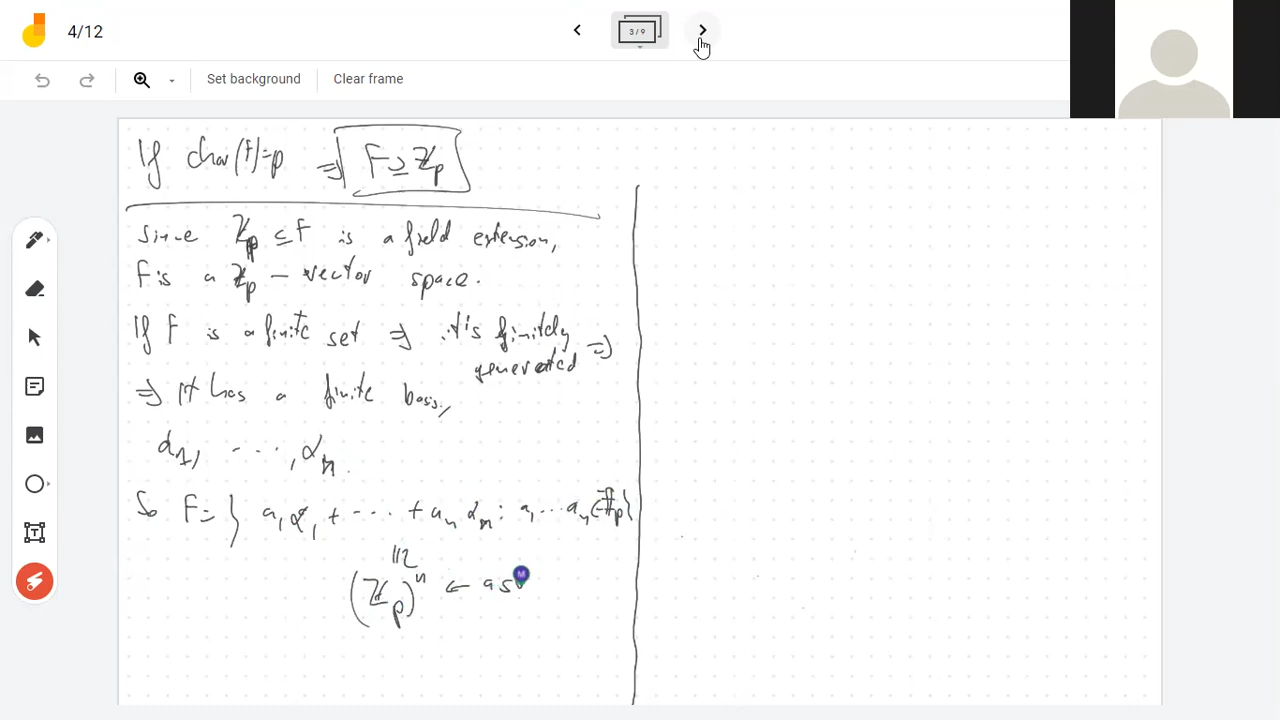 4/12
3 / 9
Set background
Clear frame
If char(F)=p ⇒ F ⊇ ℤp
Since ℤp ⊆ F is a field extension,
F is a ℤp – vector space.
If F is a finite set ⇒ it's finitely generated ⇒
⇒ It has a finite basis,
α1, ..., αn.
So F = { a1α1 + ... + an αn : a1 ... an ∈ ℤp }
≅
(ℤp)^n ← as
M